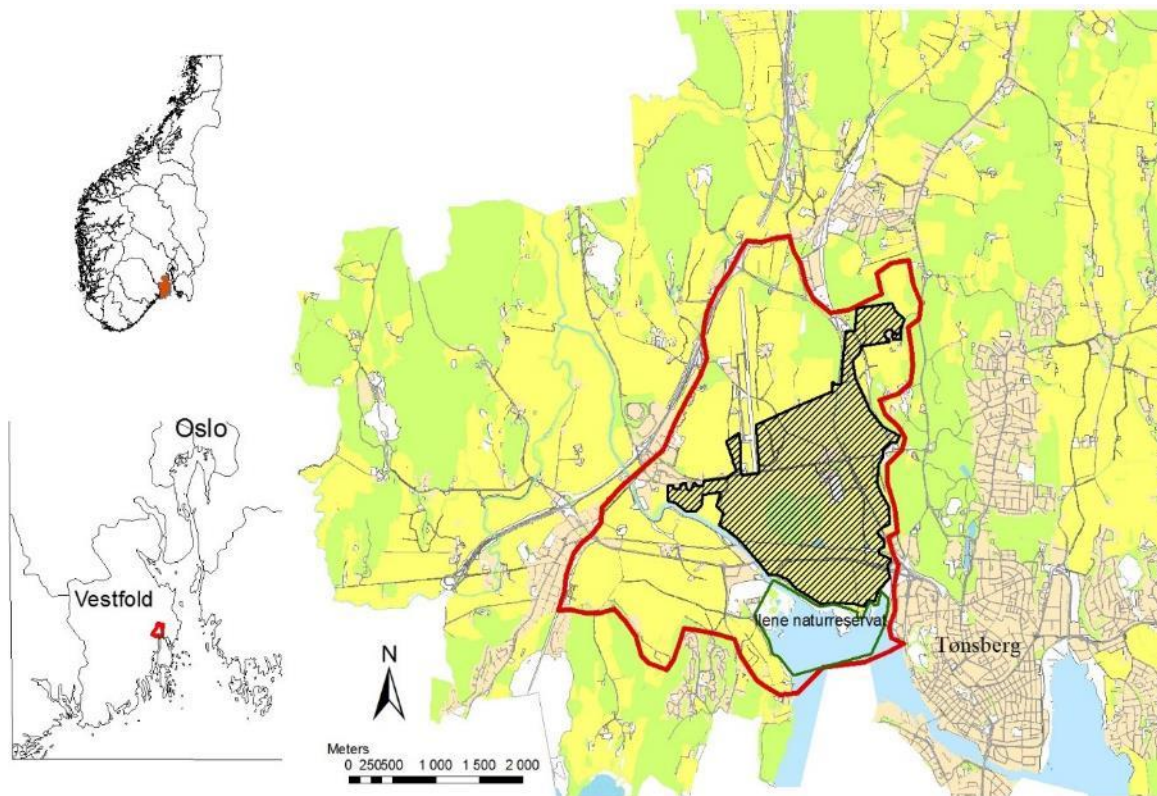 Oslo
Vestfold
Ilene naturreservat
Tønsberg
N
Meters
0 250500 1 000 1 500 2 000